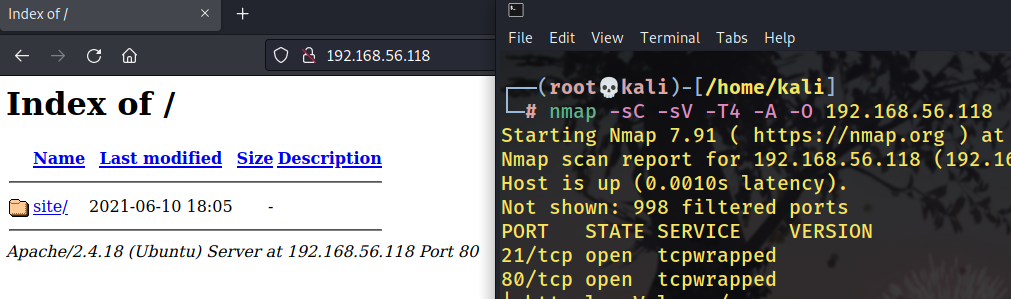 Index of /
192.168.56.118
Index of /
Name Last modified Size Description
site/ 2021-06-10 18:05 -
Apache/2.4.18 (Ubuntu) Server at 192.168.56.118 Port 80
File Edit View Terminal Tabs Help
┌──(root💀kali)-[/home/kali]
└─# nmap -sC -sV -T4 -A -O 192.168.56.118
Starting Nmap 7.91 ( https://nmap.org ) at
Nmap scan report for 192.168.56.118 (192.16
Host is up (0.0010s latency).
Not shown: 998 filtered ports
PORT STATE SERVICE VERSION
21/tcp open tcpwrapped
80/tcp open tcpwrapped